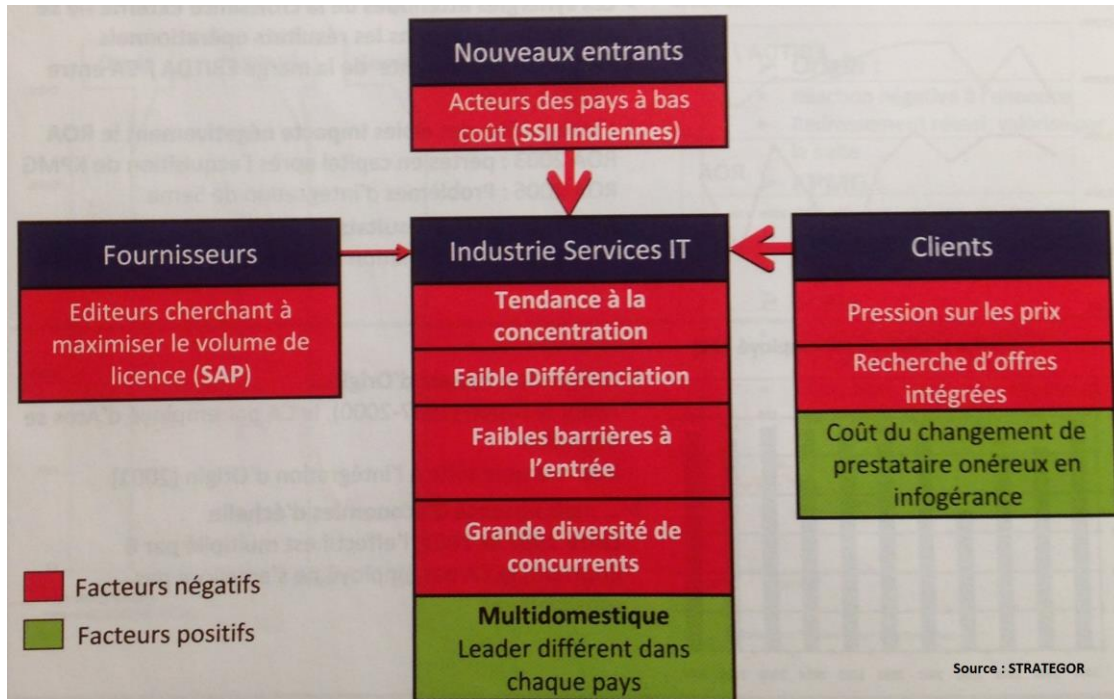 Nouveaux entrants
Acteurs des pays à bas
coût (SSII Indiennes)
Fournisseurs
Editeurs cherchant à
maximiser le volume de
licence (SAP)
Industrie Services IT
Tendance à la
concentration
Faible Différenciation
Faibles barrières à
l'entrée
Grande diversité de
concurrents
Multidomestique
Leader différent dans
chaque pays
Clients
Pression sur les prix
Recherche d'offres
intégrées
Coût du changement de
prestataire onéreux en
infogérance
Facteurs négatifs
Facteurs positifs
Source : STRATEGOR